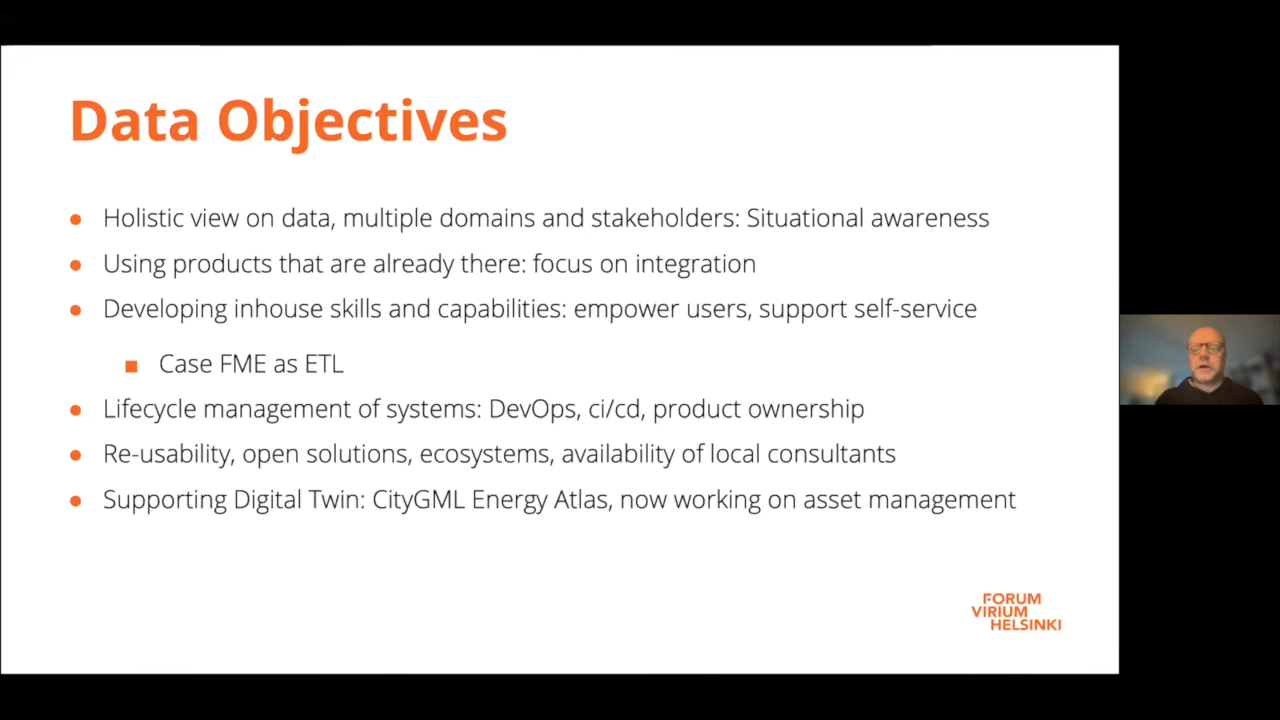 Data Objectives
Holistic view on data, multiple domains and stakeholders: Situational awareness
Using products that are already there: focus on integration
Developing inhouse skills and capabilities: empower users, support self-service
Case FME as ETL
Lifecycle management of systems: DevOps, ci/cd, product ownership
Re-usability, open solutions, ecosystems, availability of local consultants
Supporting Digital Twin: CityGML Energy Atlas, now working on asset management
FORUM
VIRIUM
HELSINKI